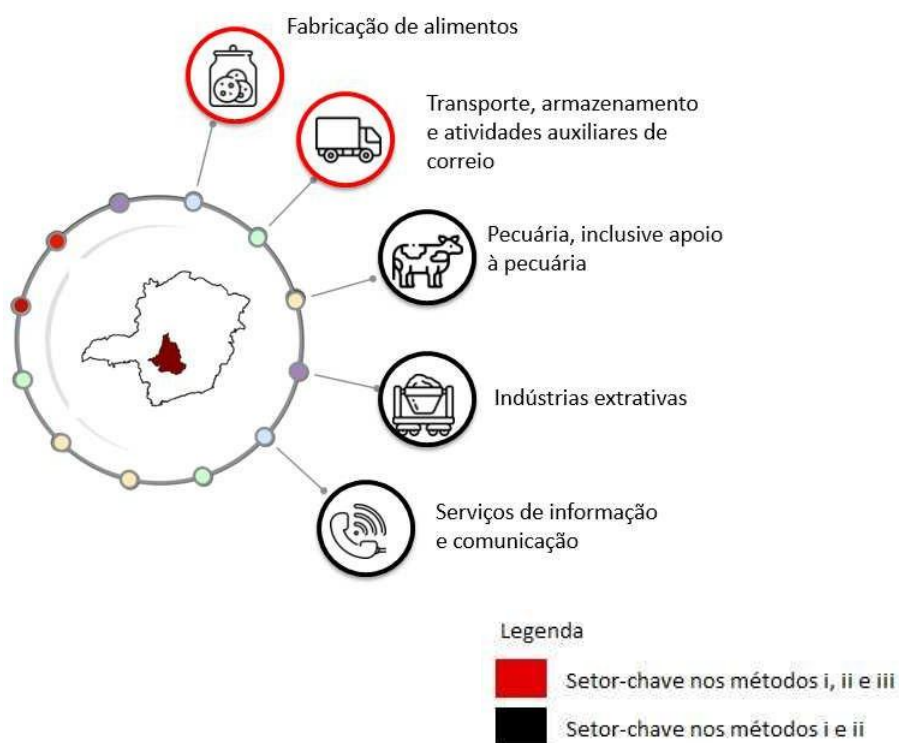 Fabricação de alimentos
Transporte, armazenamento
e atividades auxiliares de
correio
Pecuária, inclusive apoio
à pecuária
Indústrias extrativas
Serviços de informação
e comunicação
Legenda
Setor-chave nos métodos i, ii e iii
Setor-chave nos métodos i e ii